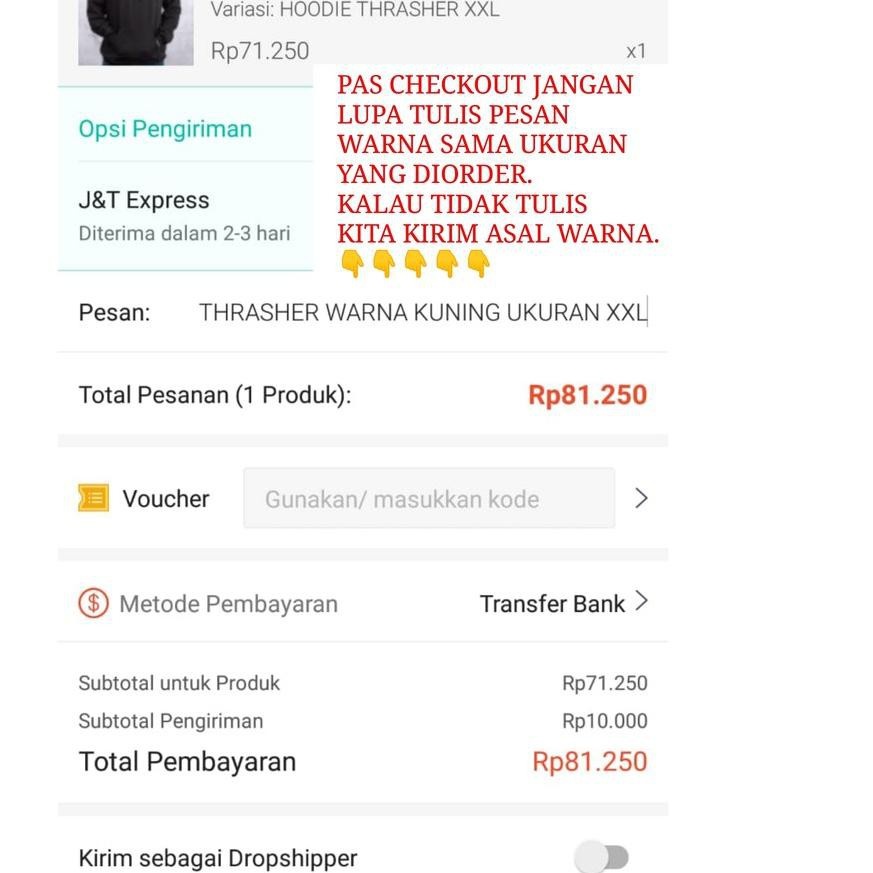 Variasi: HOODIE THRASHER XXL
Rp71.250 x1
PAS CHECKOUT JANGAN
LUPA TULIS PESAN
WARNA SAMA UKURAN
YANG DIORDER.
KALAU TIDAK TULIS
KITA KIRIM ASAL WARNA.
👇👇👇👇👇
Opsi Pengiriman
J&T Express
Diterima dalam 2-3 hari
Pesan: THRASHER WARNA KUNING UKURAN XXL
Total Pesanan (1 Produk): Rp81.250
Voucher Gunakan/ masukkan kode
Metode Pembayaran Transfer Bank
Subtotal untuk Produk Rp71.250
Subtotal Pengiriman Rp10.000
Total Pembayaran Rp81.250
Kirim sebagai Dropshipper